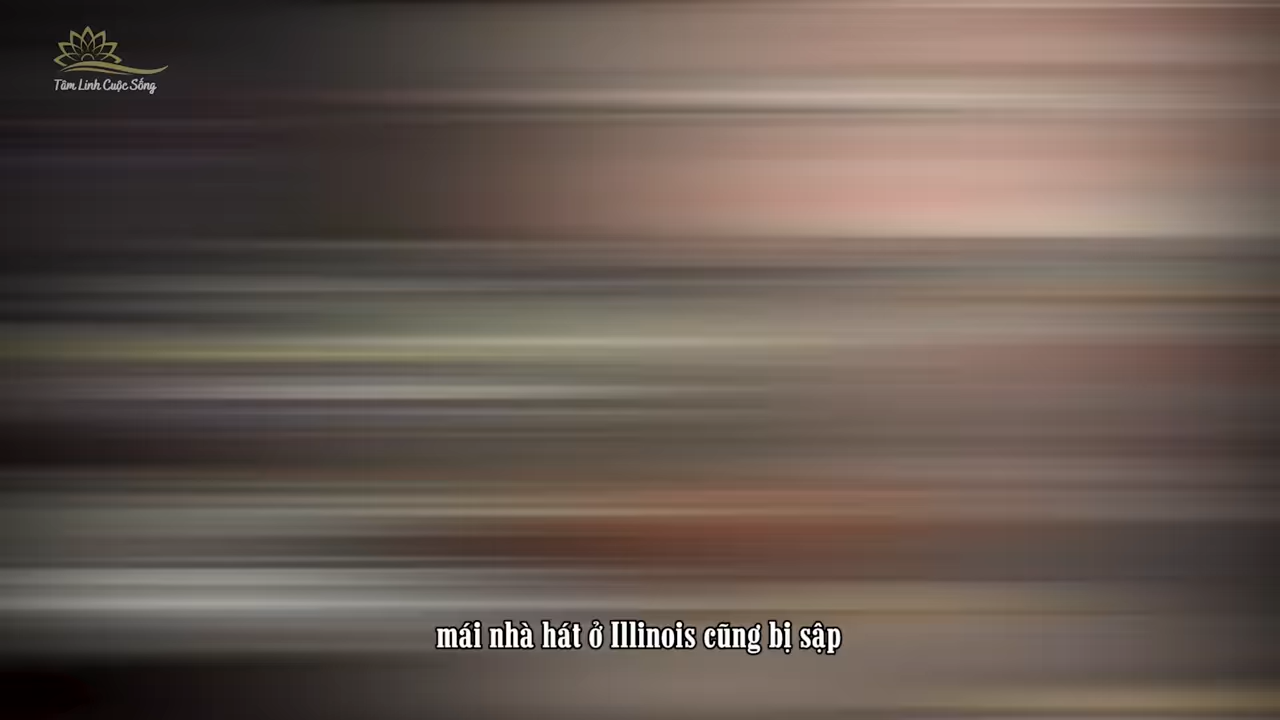 Tâm Linh Cuộc Sống
mái nhà hát ở Illinois cũng bị sập